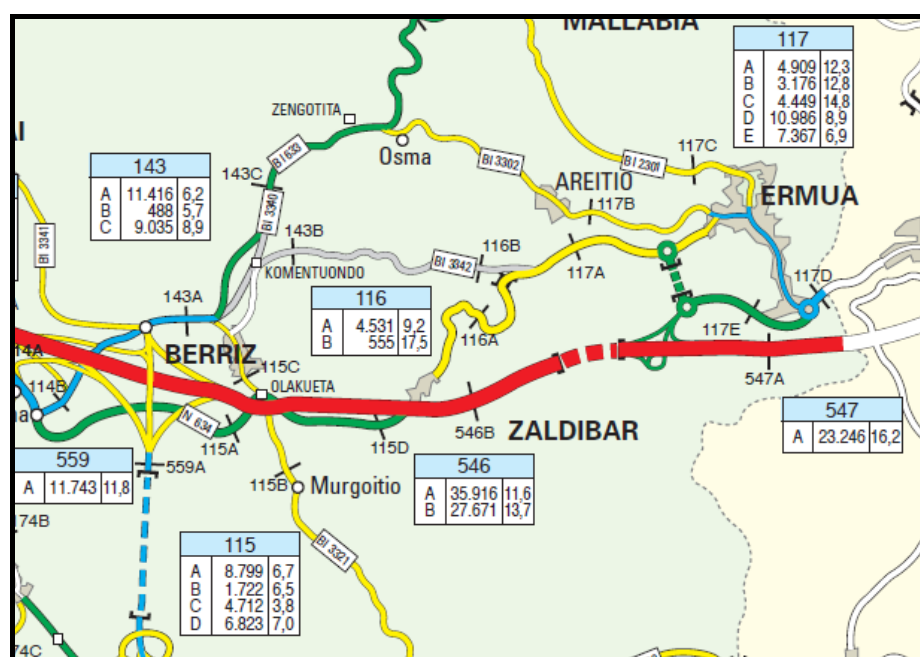 MALLABIA
117
A 4.909 12,3
B 3.176 12,8
C 4.449 14,8
D 10.986 8,9
E 7.367 6,9
ZENGOTITA
Osma
BI 633
BI 3302
BI 2301
117C
AI
143
A 11.416 6,2
B 488 5,7
C 9.035 8,9
143C
BI 3340
AREITIO
117B
ERMUA
BI 3341
143B
116B
BI 3342
KOMENTUONDO
117A
117D
143A
116
A 4.531 9,2
B 555 17,5
116A
117E
14A
BERRIZ
115C
OLAKUETA
547A
114B
na
N 634
115A
115D
546B
ZALDIBAR
547
A 23.246 16,2
559
A 11.743 11,8
559A
115B
Murgoitio
546
A 35.916 11,6
B 27.671 13,7
174B
115
A 8.799 6,7
B 1.722 6,5
C 4.712 3,8
D 6.823 7,0
BI 3321
74C